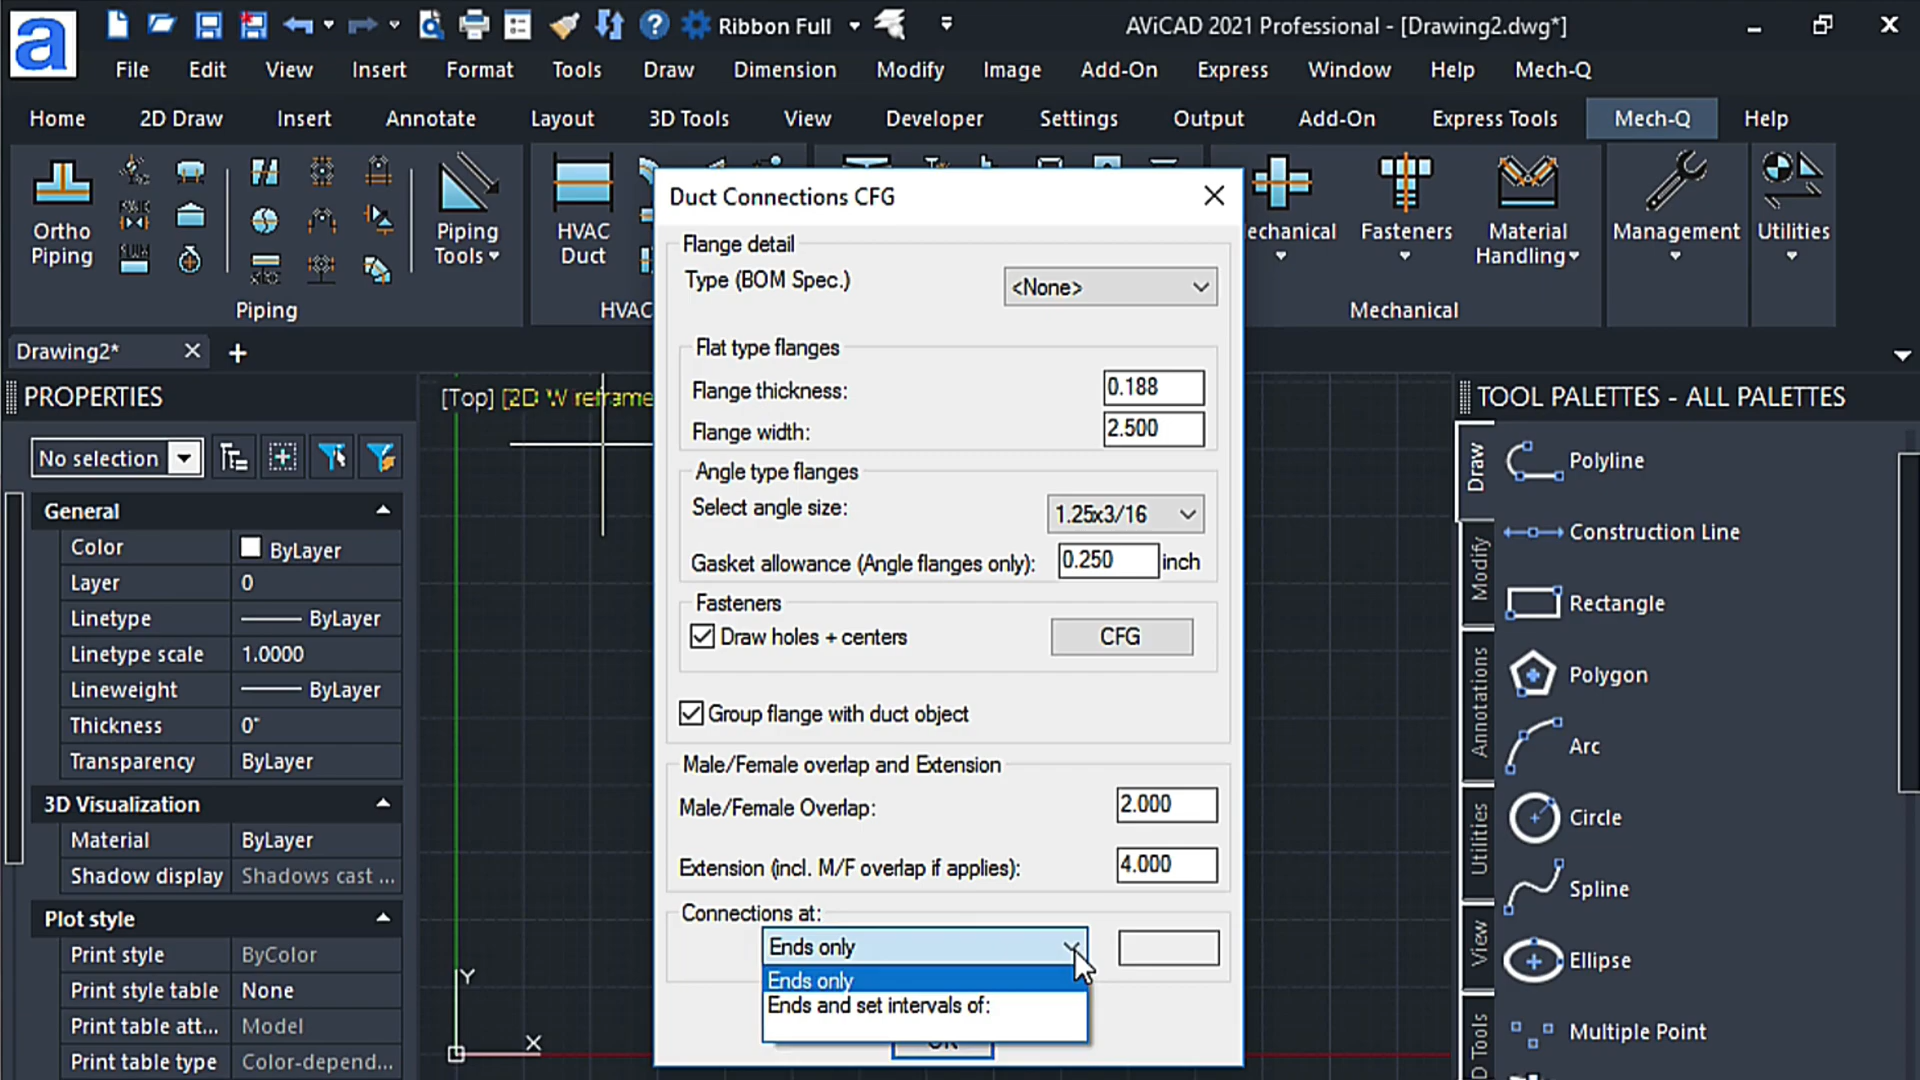 a
Ribbon Full
AViCAD 2021 Professional - [Drawing2.dwg*]
File Edit View Insert Format Tools Draw Dimension Modify Image Add-On Express Window Help Mech-Q
Home 2D Draw Insert Annotate Layout 3D Tools View Developer Settings Output Add-On Express Tools Mech-Q Help
Ortho Piping
Piping Tools
HVAC Duct
echanical
Fasteners
Material Handling
Management
Utilities
Piping
HVAC
Mechanical
Drawing2*
PROPERTIES
No selection
General
Color ByLayer
Layer 0
Linetype ByLayer
Linetype scale 1.0000
Lineweight ByLayer
Thickness 0"
Transparency ByLayer
3D Visualization
Material ByLayer
Shadow display Shadows cast ...
Plot style
Print style ByColor
Print style table None
Print table att... Model
Print table type Color-depend...
[Top] [2D Wireframe
Y
X
Duct Connections CFG
Flange detail
Type (BOM Spec.) <None>
Flat type flanges
Flange thickness: 0.188
Flange width: 2.500
Angle type flanges
Select angle size: 1.25x3/16
Gasket allowance (Angle flanges only): 0.250 inch
Fasteners
Draw holes + centers CFG
Group flange with duct object
Male/Female overlap and Extension
Male/Female Overlap: 2.000
Extension (incl. M/F overlap if applies): 4.000
Connections at:
Ends only
Ends only
Ends and set intervals of:
OK
TOOL PALETTES - ALL PALETTES
Draw
Modify
Annotations
Utilities
View
D Tools
Polyline
Construction Line
Rectangle
Polygon
Arc
Circle
Spline
Ellipse
Multiple Point